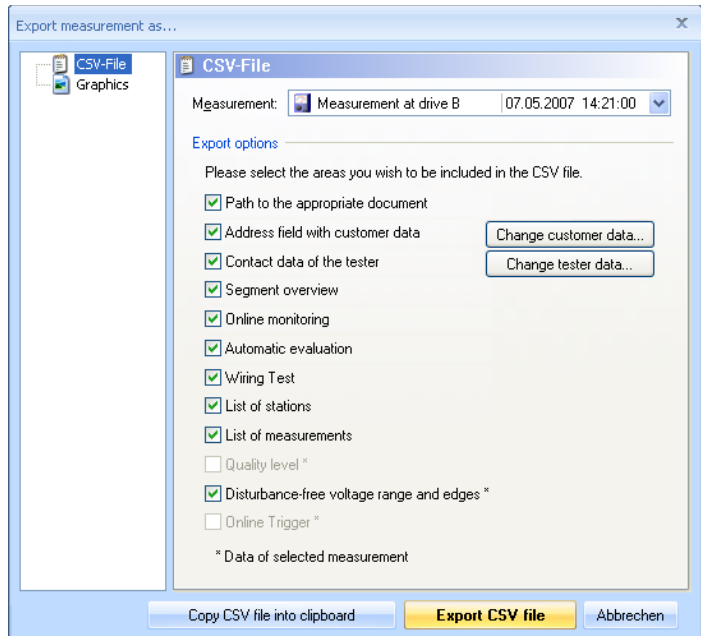 Export measurement as...
CSV-File
Graphics
CSV-File
Measurement: Measurement at drive B 07.05.2007 14:21:00
Export options
Please select the areas you wish to be included in the CSV file.
Path to the appropriate document
Address field with customer data Change customer data...
Contact data of the tester Change tester data...
Segment overview
Online monitoring
Automatic evaluation
Wiring Test
List of stations
List of measurements
Quality level *
Disturbance-free voltage range and edges *
Online Trigger *
* Data of selected measurement
Copy CSV file into clipboard Export CSV file Abbrechen